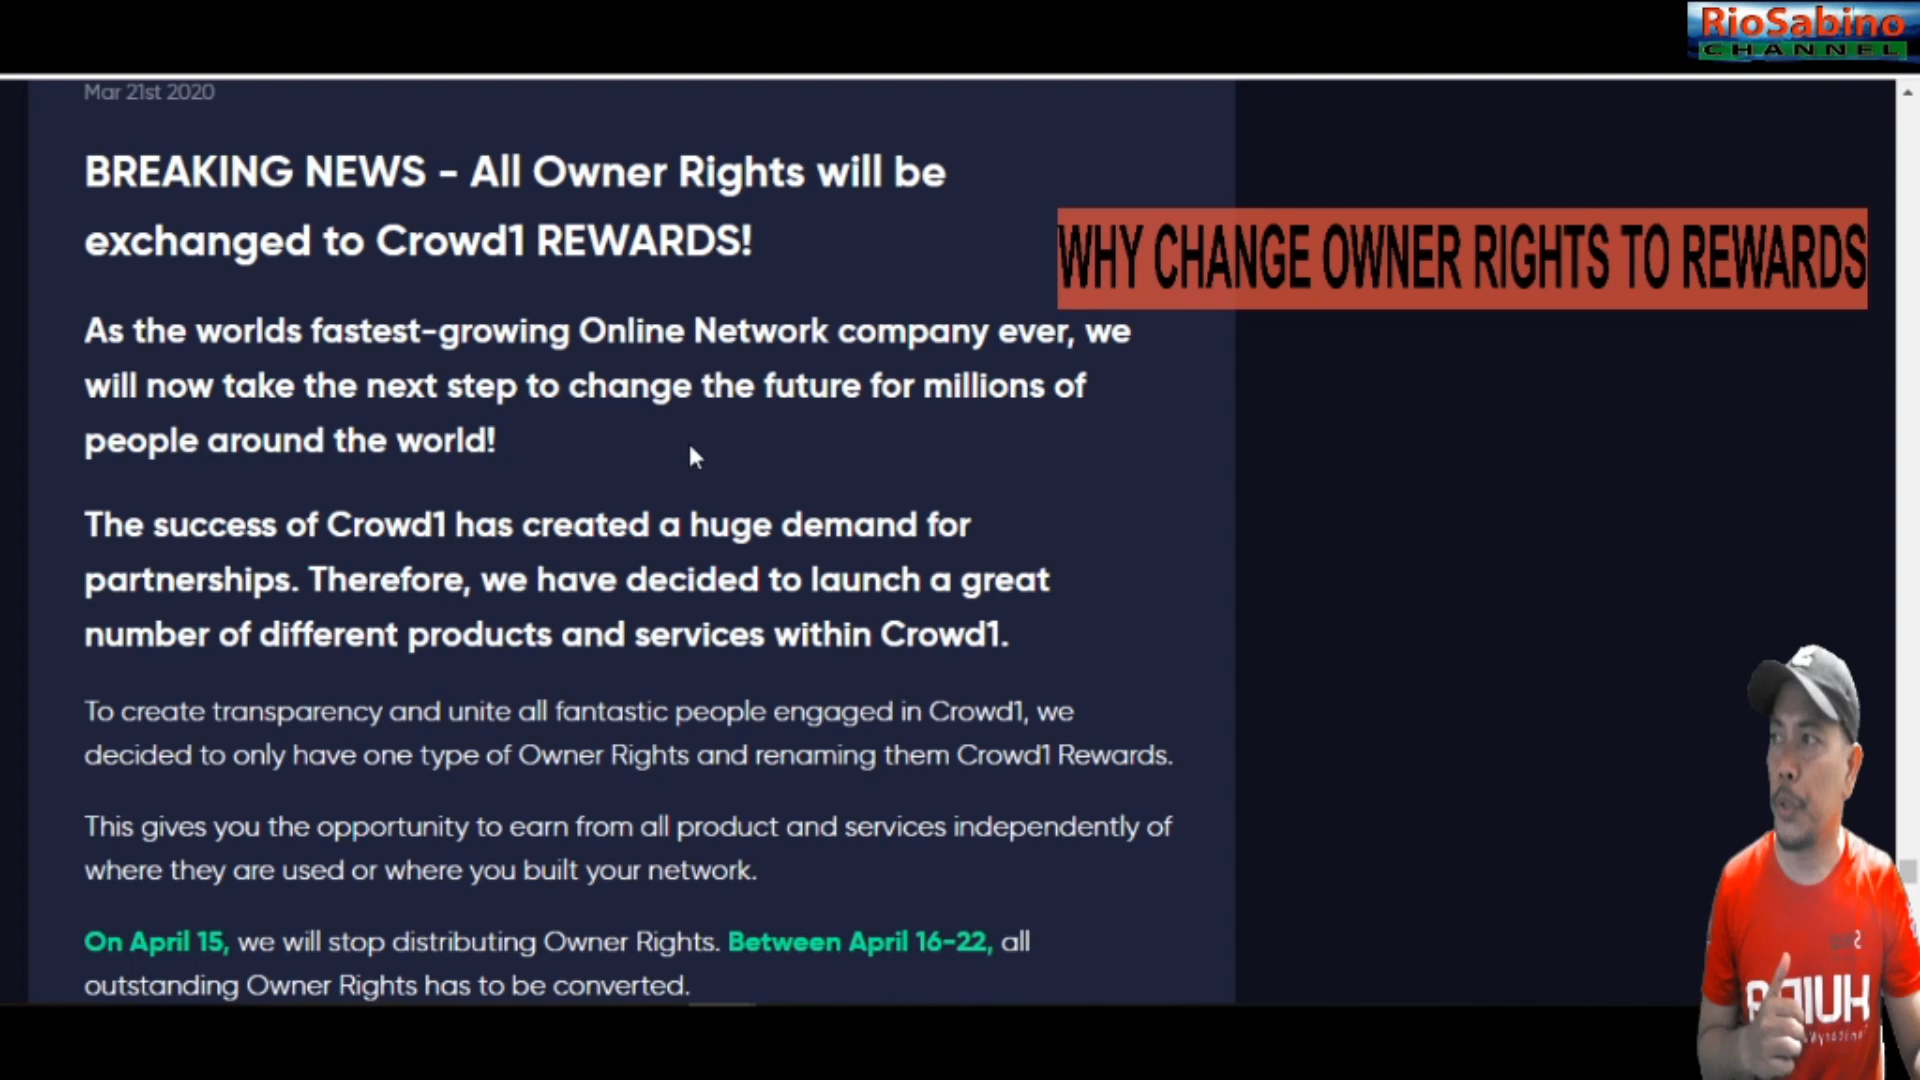 RioSabino
CHANNEL
Mar 21st 2020
BREAKING NEWS - All Owner Rights will be
exchanged to Crowd1 REWARDS!
WHY CHANGE OWNER RIGHTS TO REWARDS
As the worlds fastest-growing Online Network company ever, we
will now take the next step to change the future for millions of
people around the world!
The success of Crowd1 has created a huge demand for
partnerships. Therefore, we have decided to launch a great
number of different products and services within Crowd1.
To create transparency and unite all fantastic people engaged in Crowd1, we
decided to only have one type of Owner Rights and renaming them Crowd1 Rewards.
This gives you the opportunity to earn from all product and services independently of
where they are used or where you built your network.
On April 15, we will stop distributing Owner Rights. Between April 16-22, all
outstanding Owner Rights has to be converted.